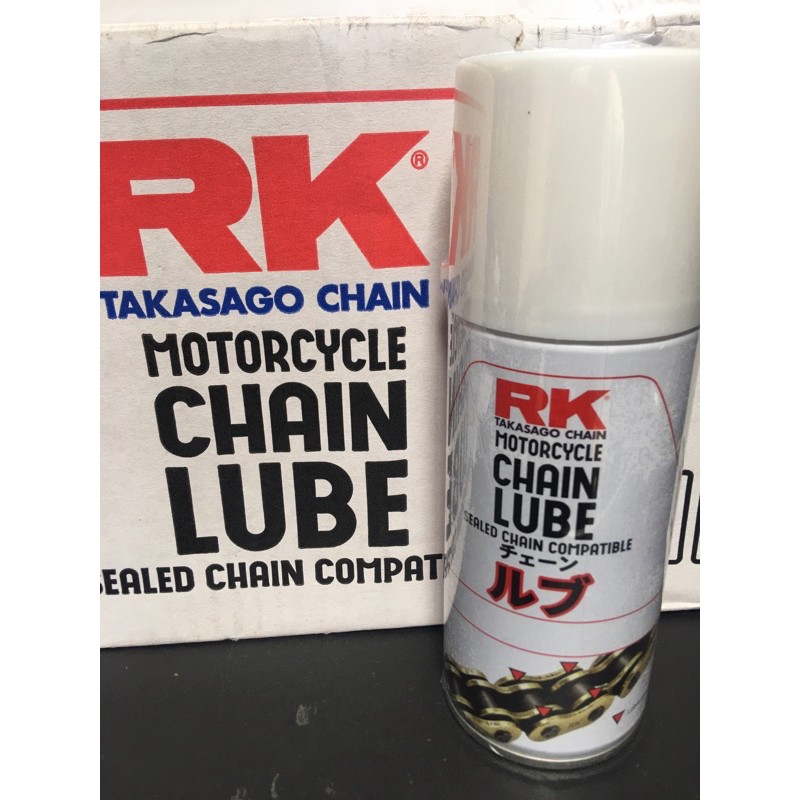 RK®
TAKASAGO CHAIN
MOTORCYCLE
CHAIN
LUBE
SEALED CHAIN COMPAT
RK
TAKASAGO CHAIN
MOTORCYCLE
CHAIN
LUBE
SEALED CHAIN COMPATIBLE
チェーン
ルブ